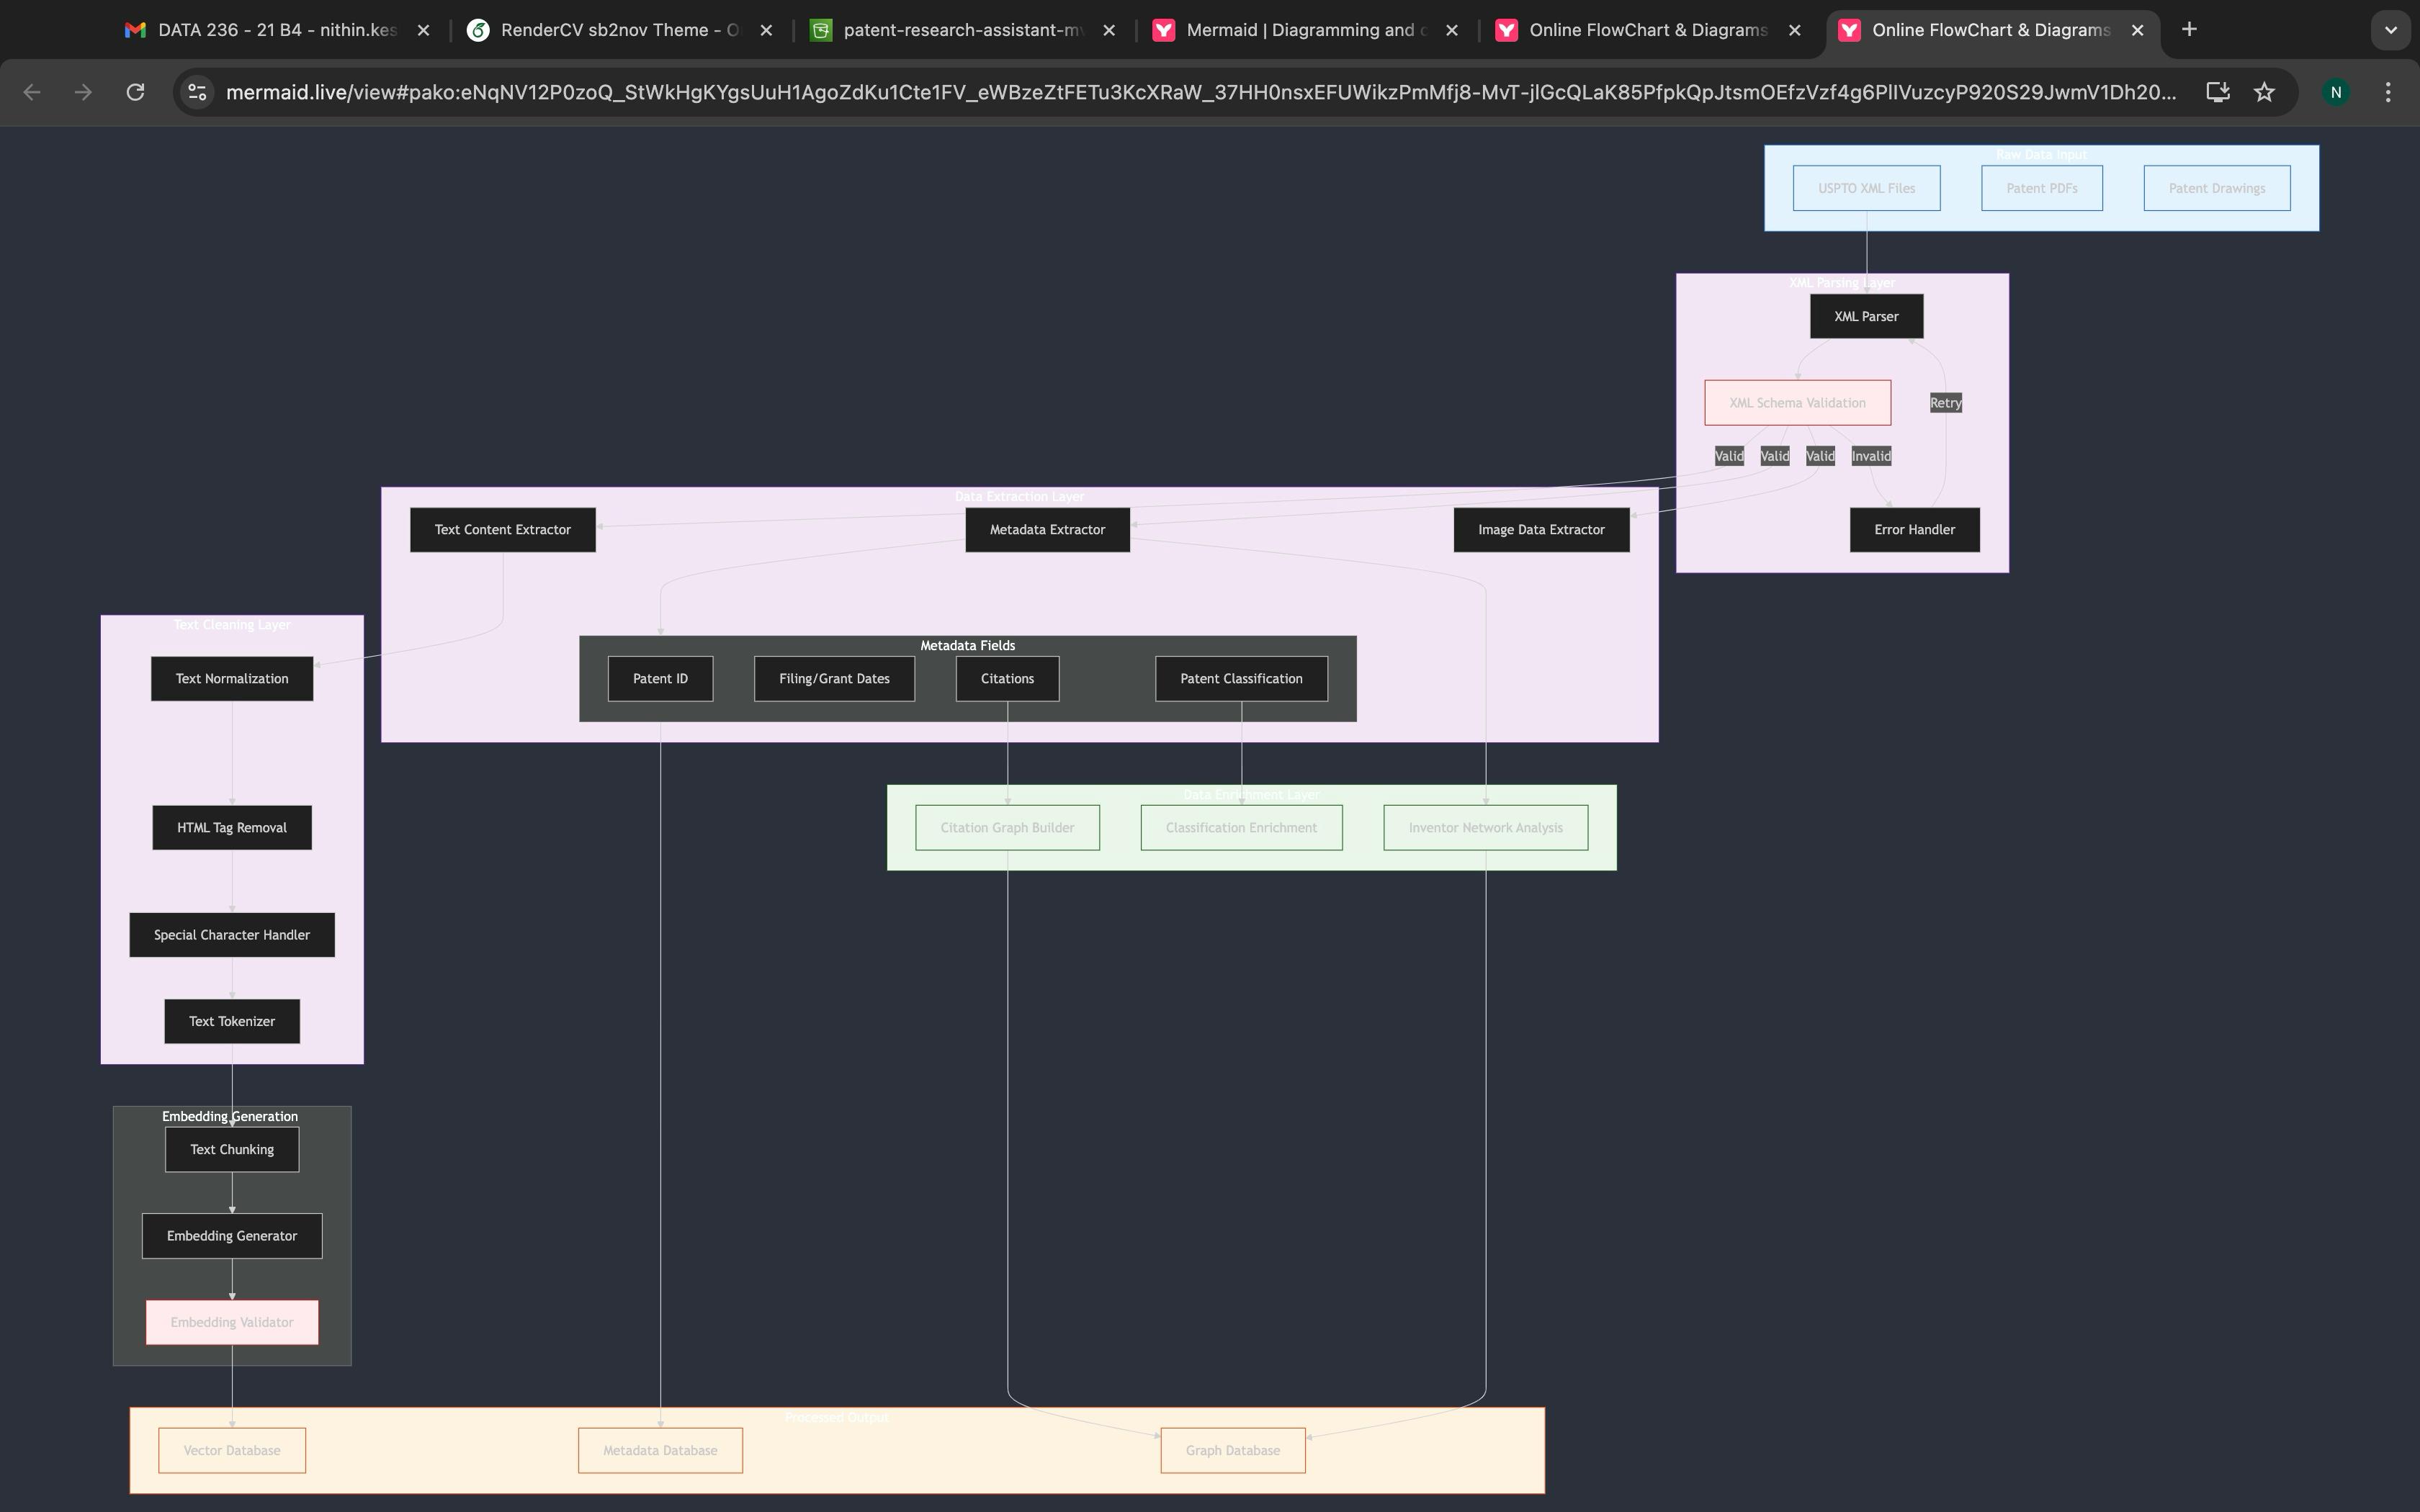 DATA 236 - 21 B4 - nithin.kes
RenderCV sb2nov Theme - O
patent-research-assistant-mv
Mermaid | Diagramming and c
Online FlowChart & Diagrams
Online FlowChart & Diagrams
mermaid.live/view#pako:eNqNV12P0zoQ_StWkHgKYgsUuH1AgoZdKu1Cte1FV_eWBzeZtFETu3KcXRaW_37HH0nsxEFUWikzPmMfj8-MvT-jlGcQLaK85PfpkQpJtsmOEfzVzf4g6PlIVuzcyP920S29JwmV1Dh20...
N
Raw Data Input
USPTO XML Files
Patent PDFs
Patent Drawings
XML Parsing Layer
XML Parser
XML Schema Validation
Retry
Valid
Valid
Valid
Invalid
Data Extraction Layer
Text Content Extractor
Metadata Extractor
Image Data Extractor
Error Handler
Text Cleaning Layer
Metadata Fields
Text Normalization
Patent ID
Filing/Grant Dates
Citations
Patent Classification
Data Enrichment Layer
HTML Tag Removal
Citation Graph Builder
Classification Enrichment
Inventor Network Analysis
Special Character Handler
Text Tokenizer
Embedding Generation
Text Chunking
Embedding Generator
Embedding Validator
Processed Output
Vector Database
Metadata Database
Graph Database